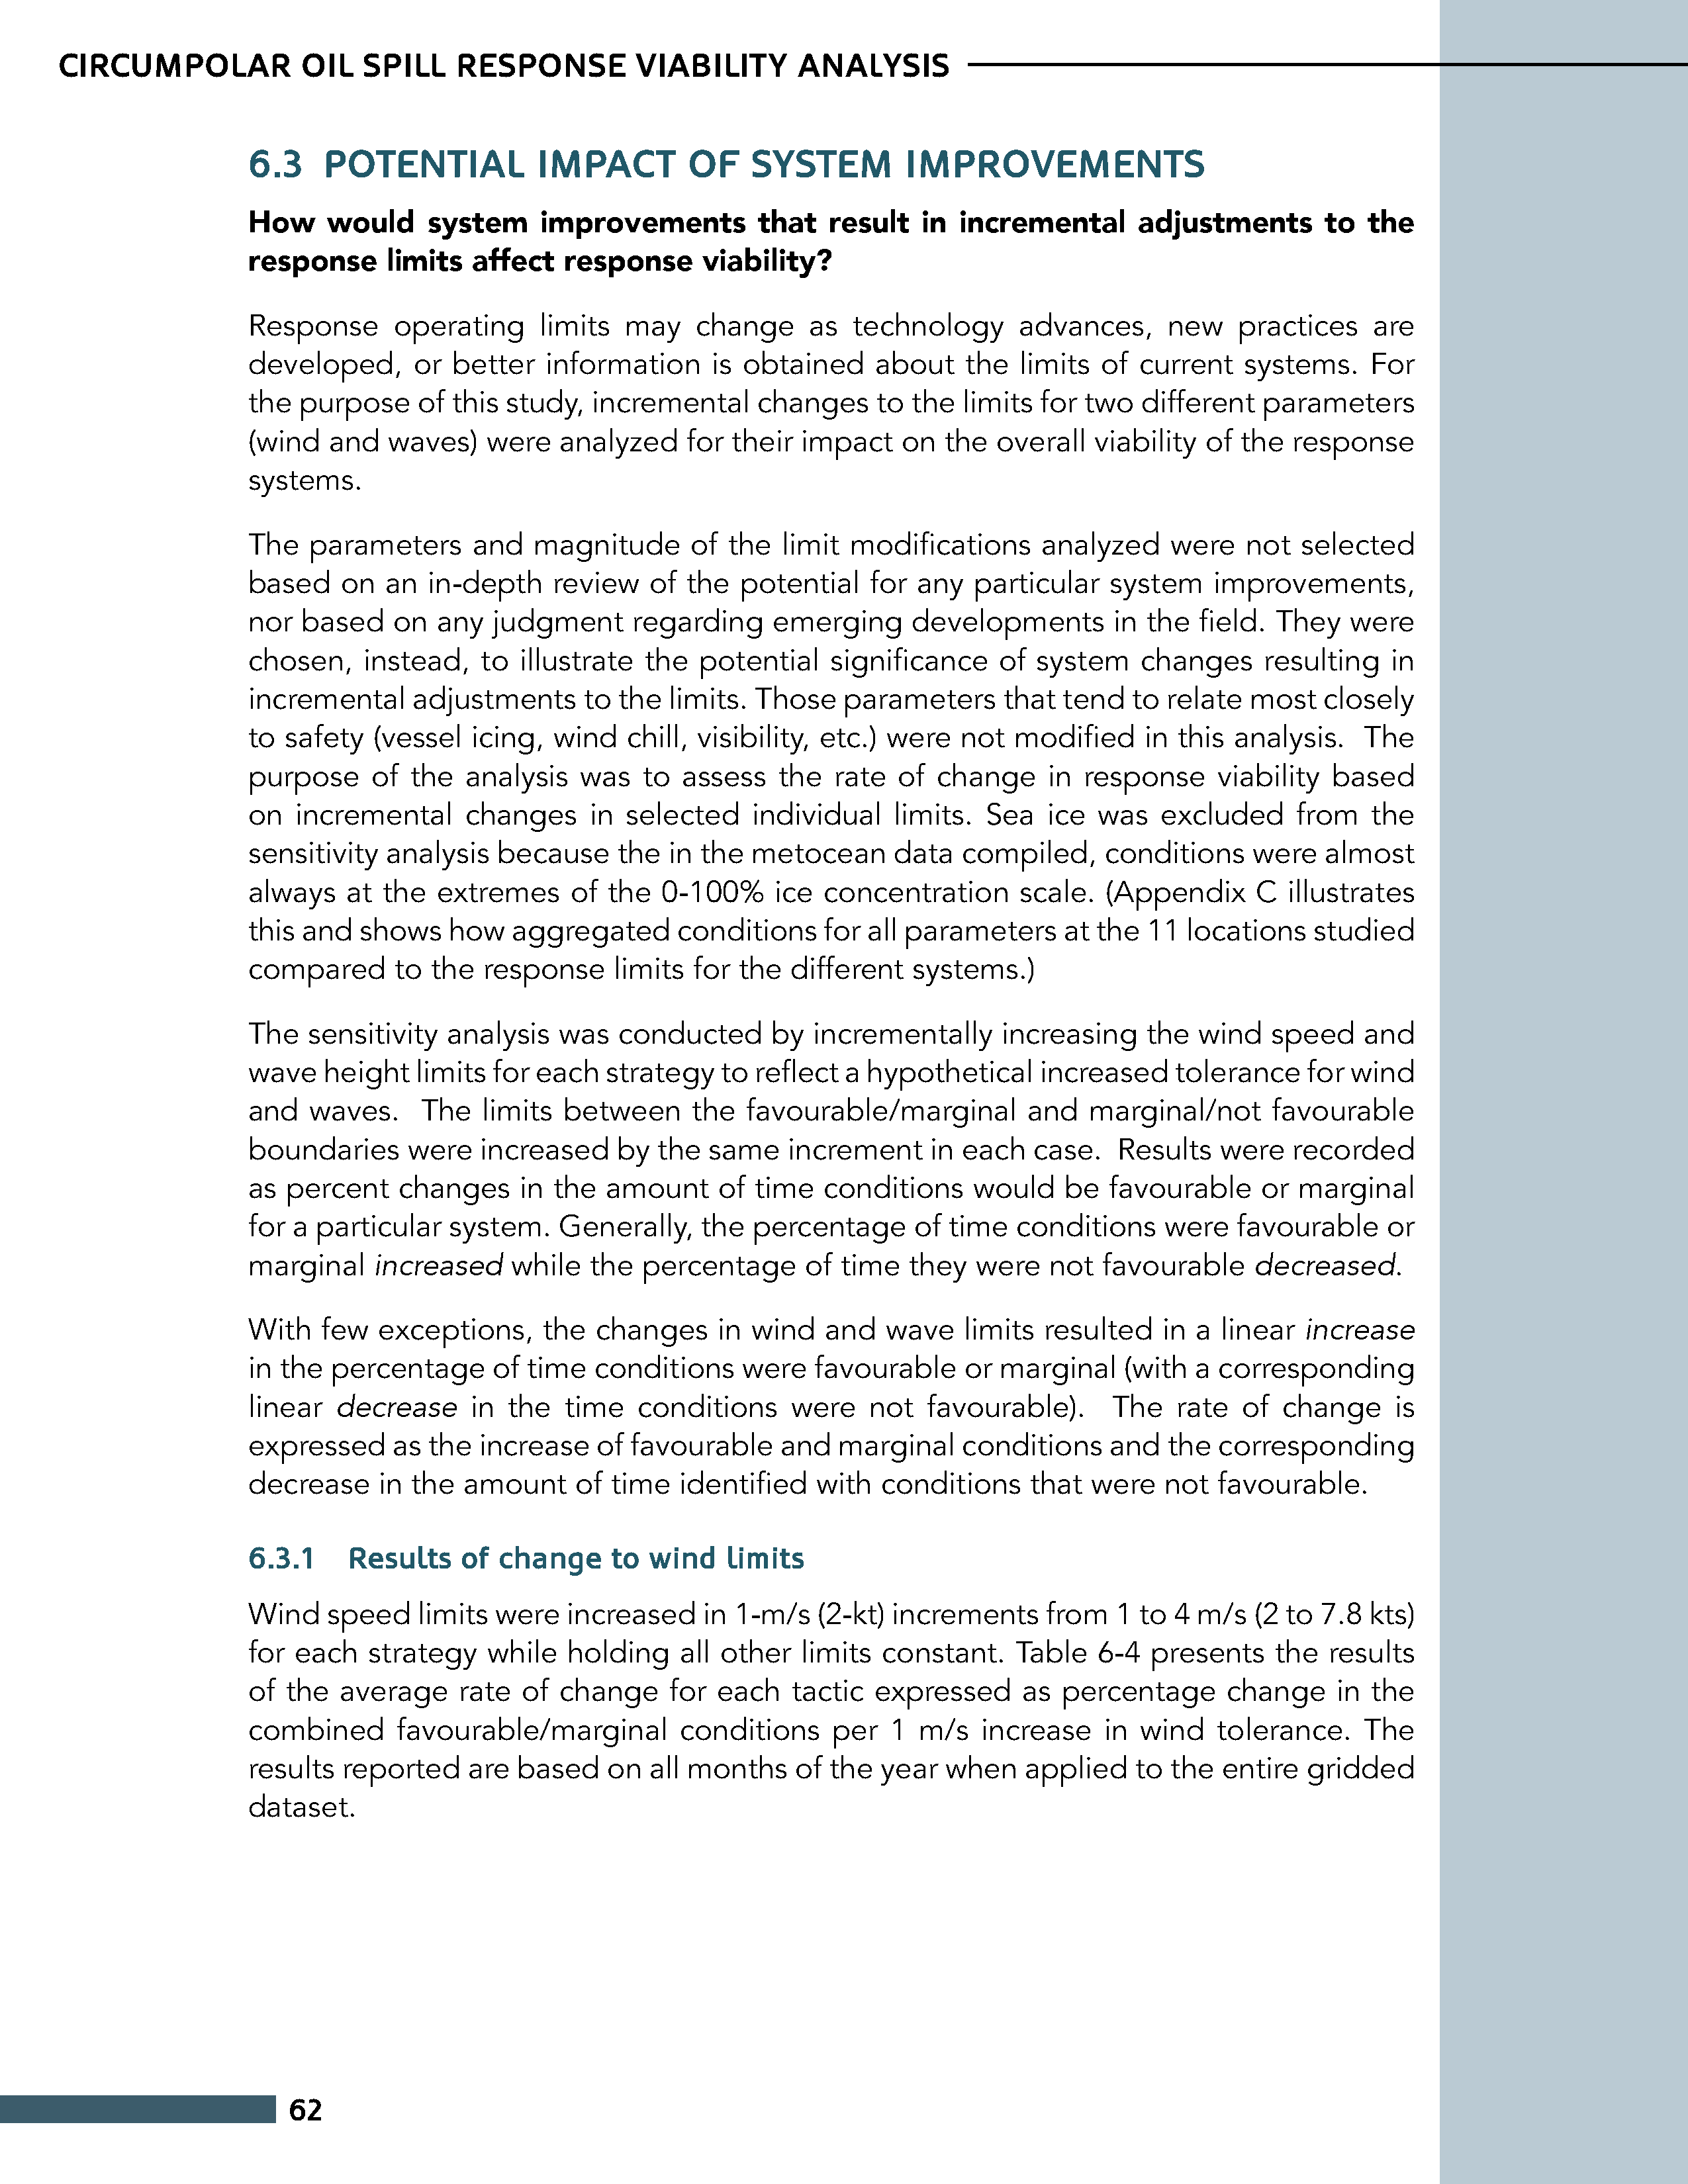 CIRCUMPOLAR OIL SPILL RESPONSE VIABILITY ANALYSIS
6.3 POTENTIAL IMPACT OF SYSTEM IMPROVEMENTS
How would system improvements that result in incremental adjustments to the
response limits affect response viability?
Response operating limits may change as technology advances, new practices are
developed, or better information is obtained about the limits of current systems. For
the purpose of this study, incremental changes to the limits for two different parameters
(wind and waves) were analyzed for their impact on the overall viability of the response
systems.
The parameters and magnitude of the limit modifications analyzed were not selected
based on an in-depth review of the potential for any particular system improvements,
nor based on any judgment regarding emerging developments in the field. They were
chosen, instead, to illustrate the potential significance of system changes resulting in
incremental adjustments to the limits. Those parameters that tend to relate most closely
to safety (vessel icing, wind chill, visibility, etc.) were not modified in this analysis. The
purpose of the analysis was to assess the rate of change in response viability based
on incremental changes in selected individual limits. Sea ice was excluded from the
sensitivity analysis because the in the metocean data compiled, conditions were almost
always at the extremes of the 0-100% ice concentration scale. (Appendix C illustrates
this and shows how aggregated conditions for all parameters at the 11 locations studied
compared to the response limits for the different systems.)
The sensitivity analysis was conducted by incrementally increasing the wind speed and
wave height limits for each strategy to reflect a hypothetical increased tolerance for wind
and waves. The limits between the favourable/marginal and marginal/not favourable
boundaries were increased by the same increment in each case. Results were recorded
as percent changes in the amount of time conditions would be favourable or marginal
for a particular system. Generally, the percentage of time conditions were favourable or
marginal increased while the percentage of time they were not favourable decreased.
With few exceptions, the changes in wind and wave limits resulted in a linear increase
in the percentage of time conditions were favourable or marginal (with a corresponding
linear decrease in the time conditions were not favourable). The rate of change is
expressed as the increase of favourable and marginal conditions and the corresponding
decrease in the amount of time identified with conditions that were not favourable.
6.3.1 Results of change to wind limits
Wind speed limits were increased in 1-m/s (2-kt) increments from 1 to 4 m/s (2 to 7.8 kts)
for each strategy while holding all other limits constant. Table 6-4 presents the results
of the average rate of change for each tactic expressed as percentage change in the
combined favourable/marginal conditions per 1 m/s increase in wind tolerance. The
results reported are based on all months of the year when applied to the entire gridded
dataset.
62